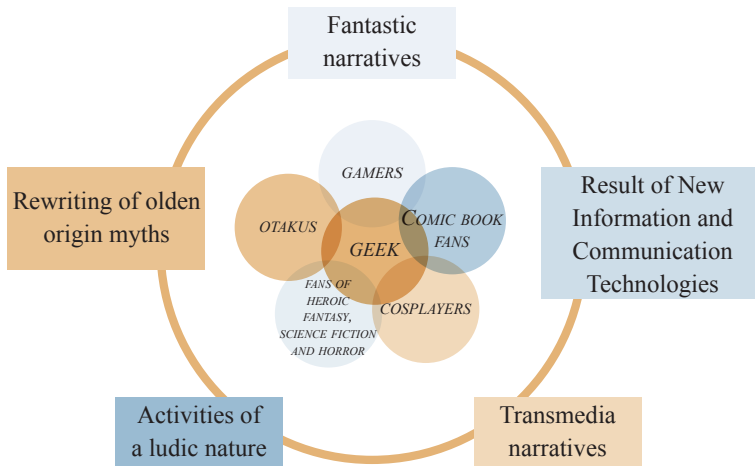 Fantastic
narratives
Rewriting of olden
origin myths
Result of New
Information and
Communication
Technologies
GAMERS
OTAKUS
COMIC BOOK
FANS
GEEK
FANS OF
HEROIC
FANTASY,
SCIENCE FICTION
AND HORROR
COSPLAYERS
Activities of
a ludic nature
Transmedia
narratives